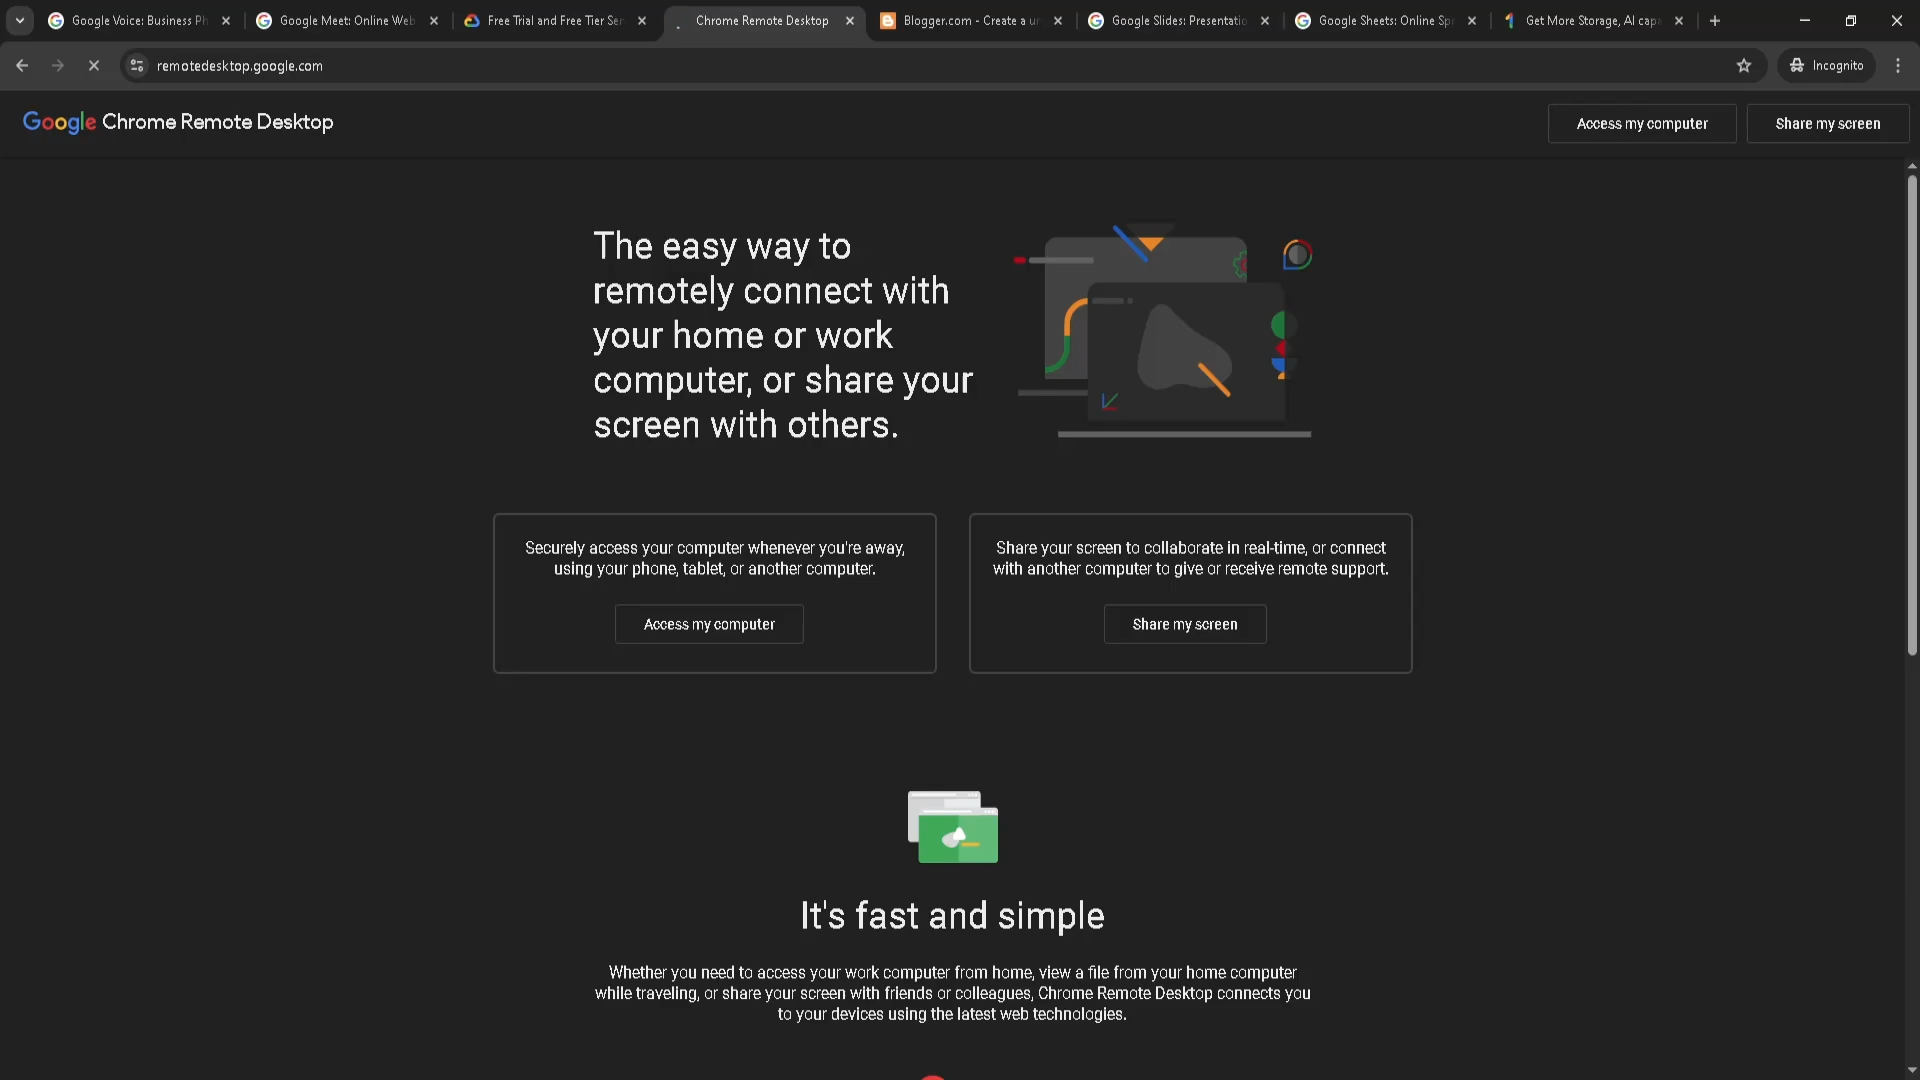 Google Voice: Business Ph
Google Meet: Online Web
Free Trial and Free Tier Ser
Chrome Remote Desktop
Blogger.com - Create a un
Google Slides: Presentatio
Google Sheets: Online Spr
Get More Storage, AI capa
remotedesktop.google.com
Incognito
Google Chrome Remote Desktop
Access my computer
Share my screen
The easy way to
remotely connect with
your home or work
computer, or share your
screen with others.
Securely access your computer whenever you're away,
using your phone, tablet, or another computer.
Access my computer
Share your screen to collaborate in real-time, or connect
with another computer to give or receive remote support.
Share my screen
It's fast and simple
Whether you need to access your work computer from home, view a file from your home computer
while traveling, or share your screen with friends or colleagues, Chrome Remote Desktop connects you
to your devices using the latest web technologies.